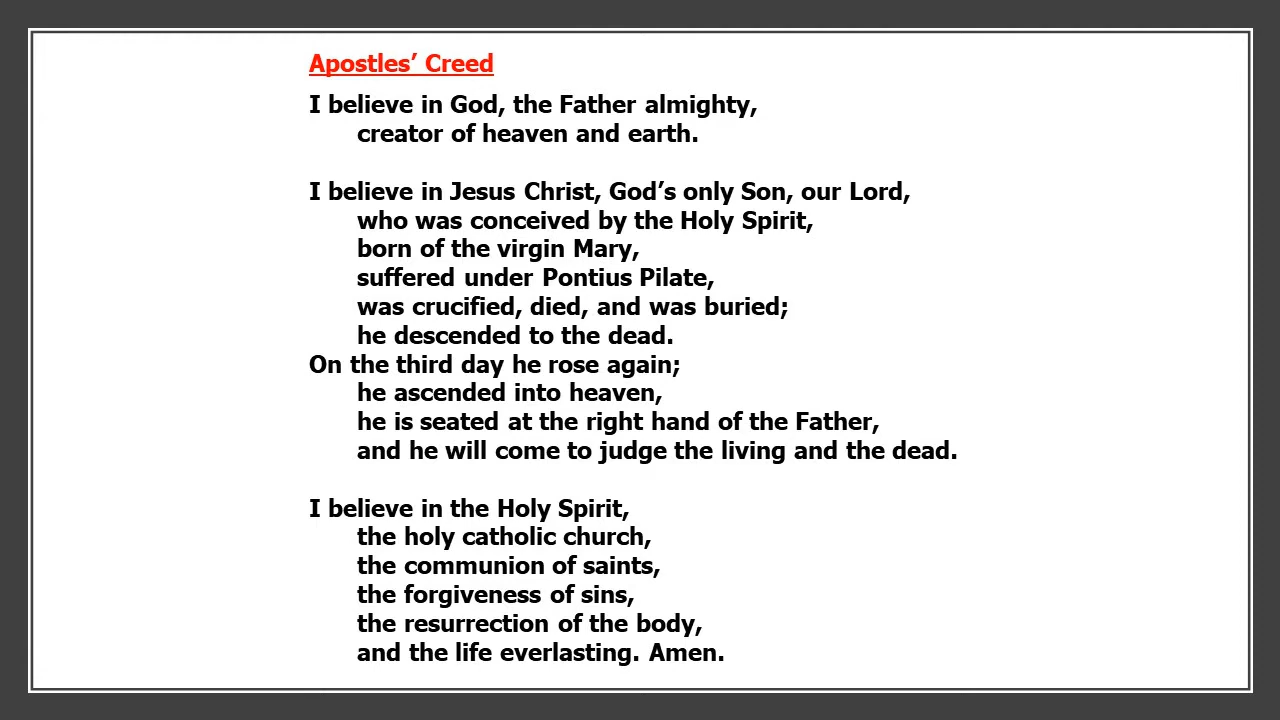 Apostles’ Creed
I believe in God, the Father almighty,
creator of heaven and earth.
I believe in Jesus Christ, God’s only Son, our Lord,
who was conceived by the Holy Spirit,
born of the virgin Mary,
suffered under Pontius Pilate,
was crucified, died, and was buried;
he descended to the dead.
On the third day he rose again;
he ascended into heaven,
he is seated at the right hand of the Father,
and he will come to judge the living and the dead.
I believe in the Holy Spirit,
the holy catholic church,
the communion of saints,
the forgiveness of sins,
the resurrection of the body,
and the life everlasting. Amen.